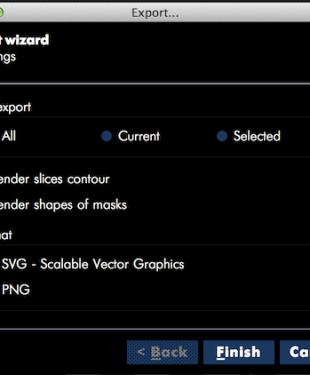 Export...
t wizard
ngs
export
All Current Selected
ender slices contour
ender shapes of masks
nat
SVG - Scalable Vector Graphics
PNG
< Back Finish Ca